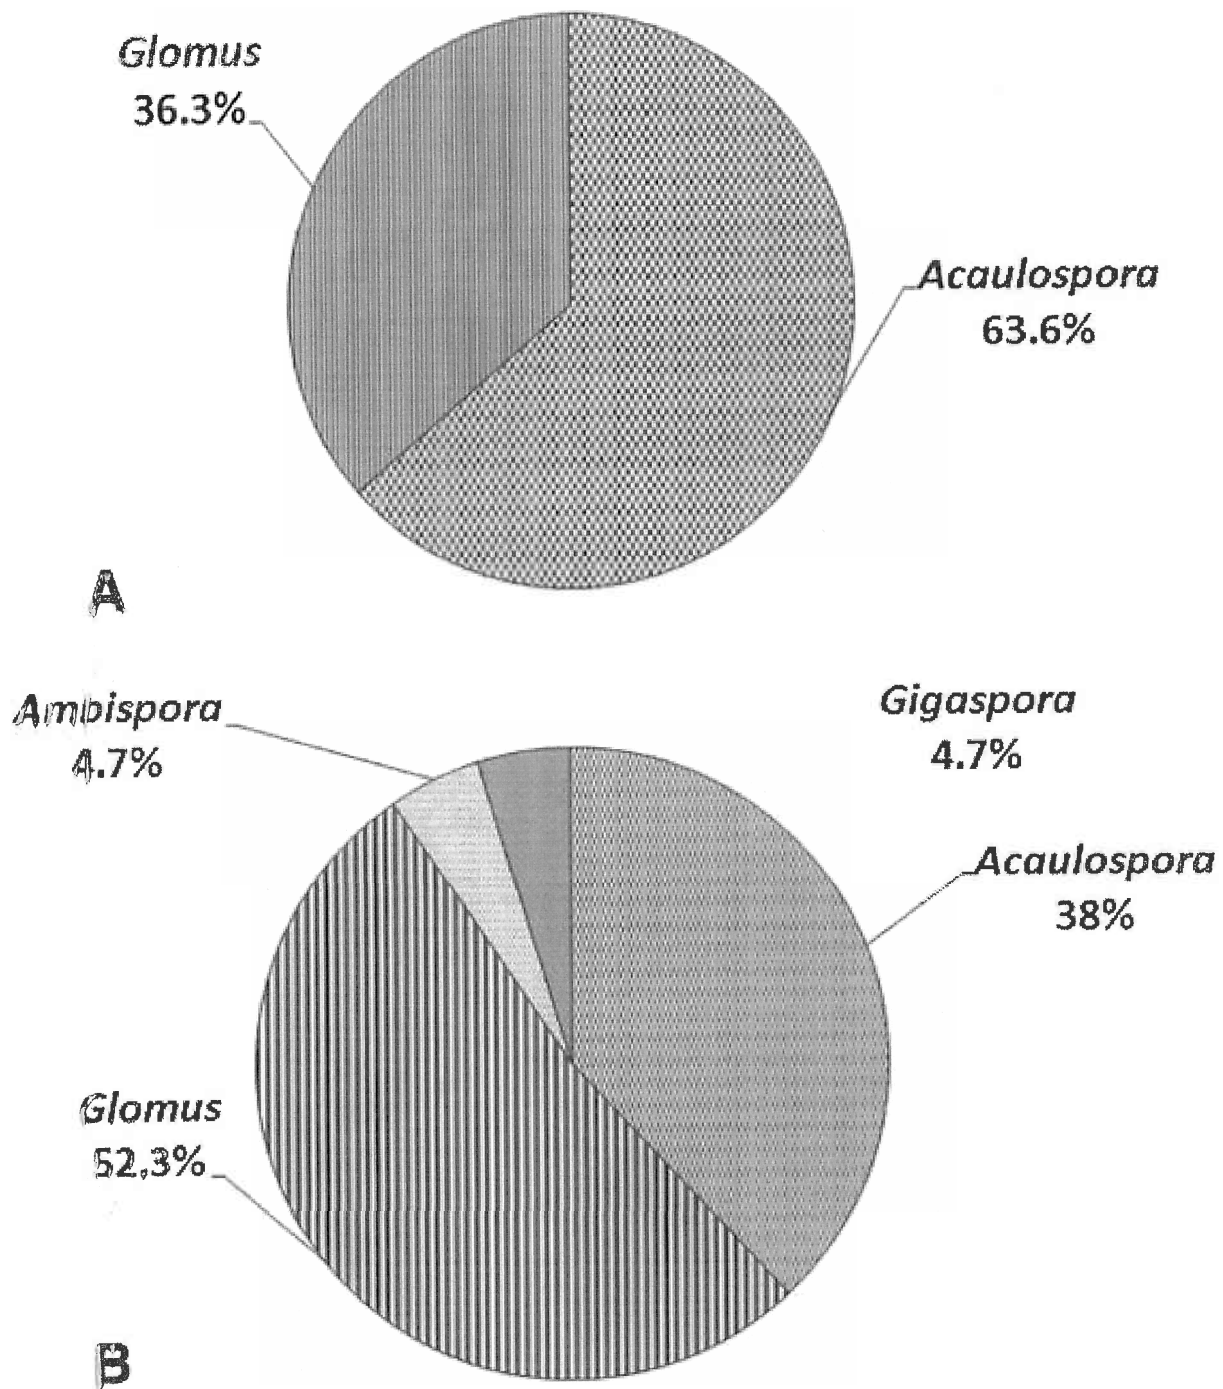 Glomus
36.3%
Acaulospora
63.6%
A
Ambispora
4.7%
Gigaspora
4.7%
Acaulospora
38%
Glomus
52,3%
B